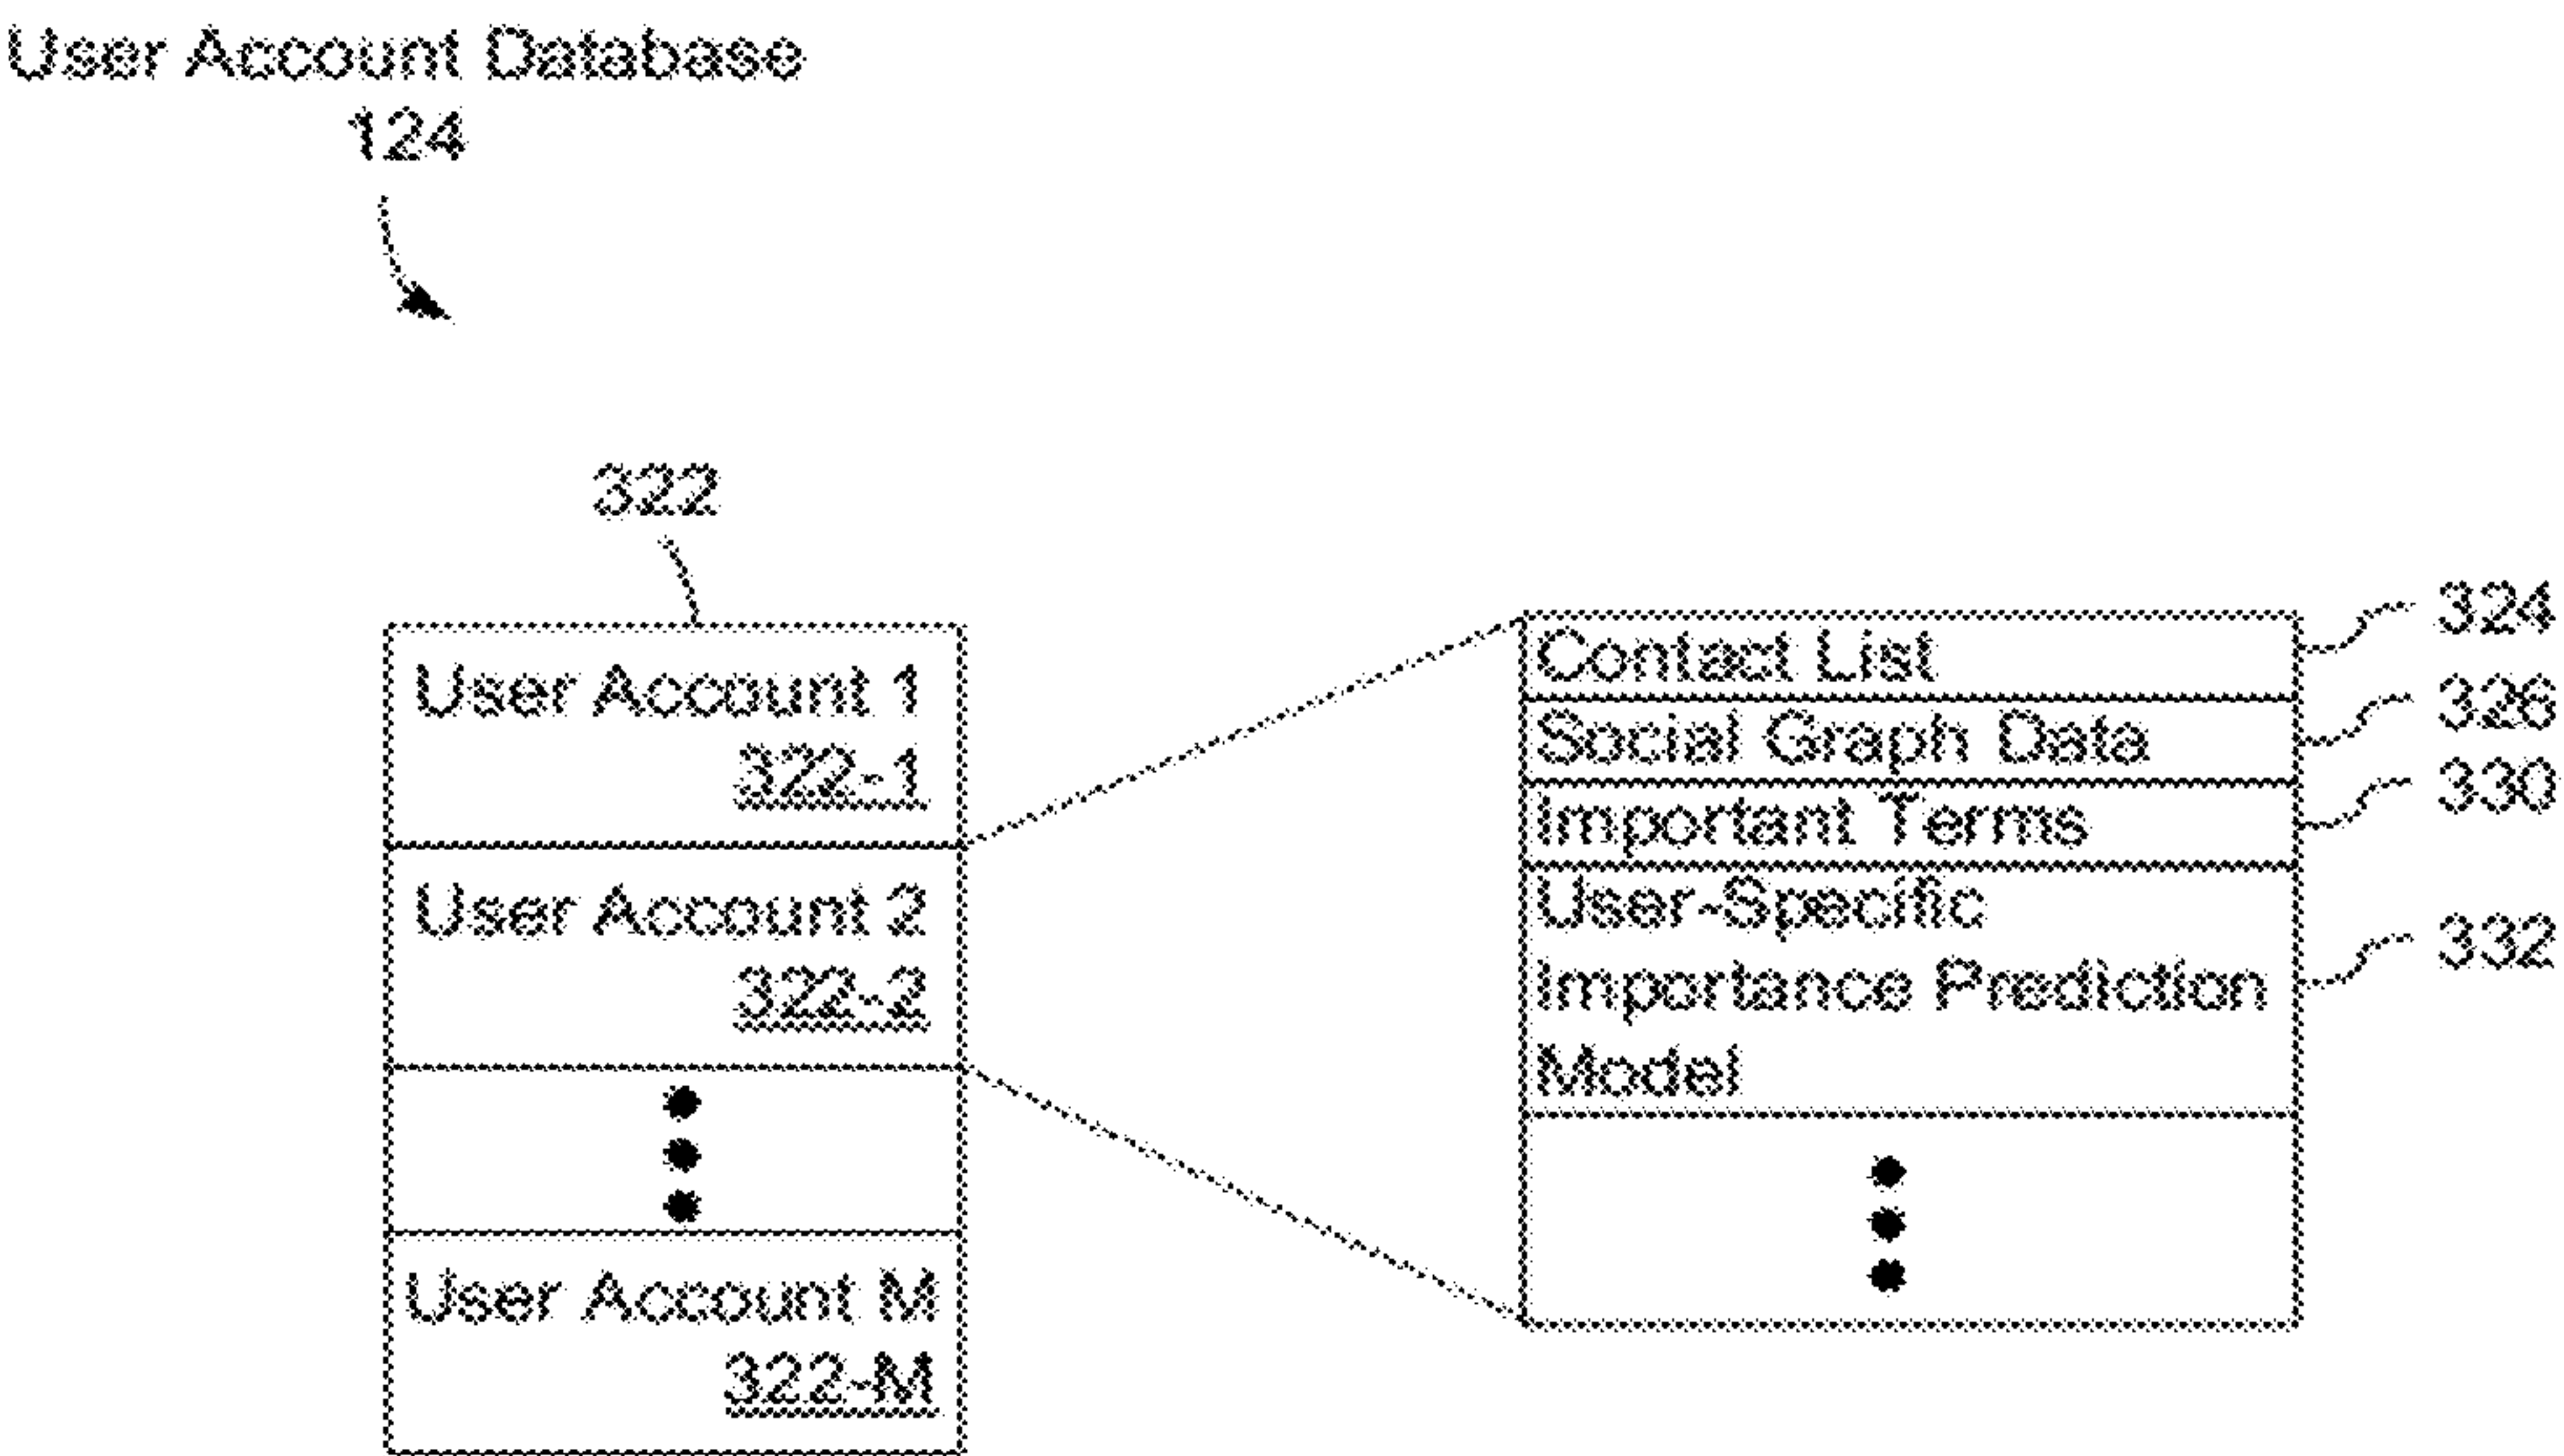 User Account Database
124
322
User Account 1
322-1
User Account 2
322-2
User Account M
322-M
Contact List
324
Social Graph Data
326
Important Terms
330
User-Specific
Importance Prediction
Model
332